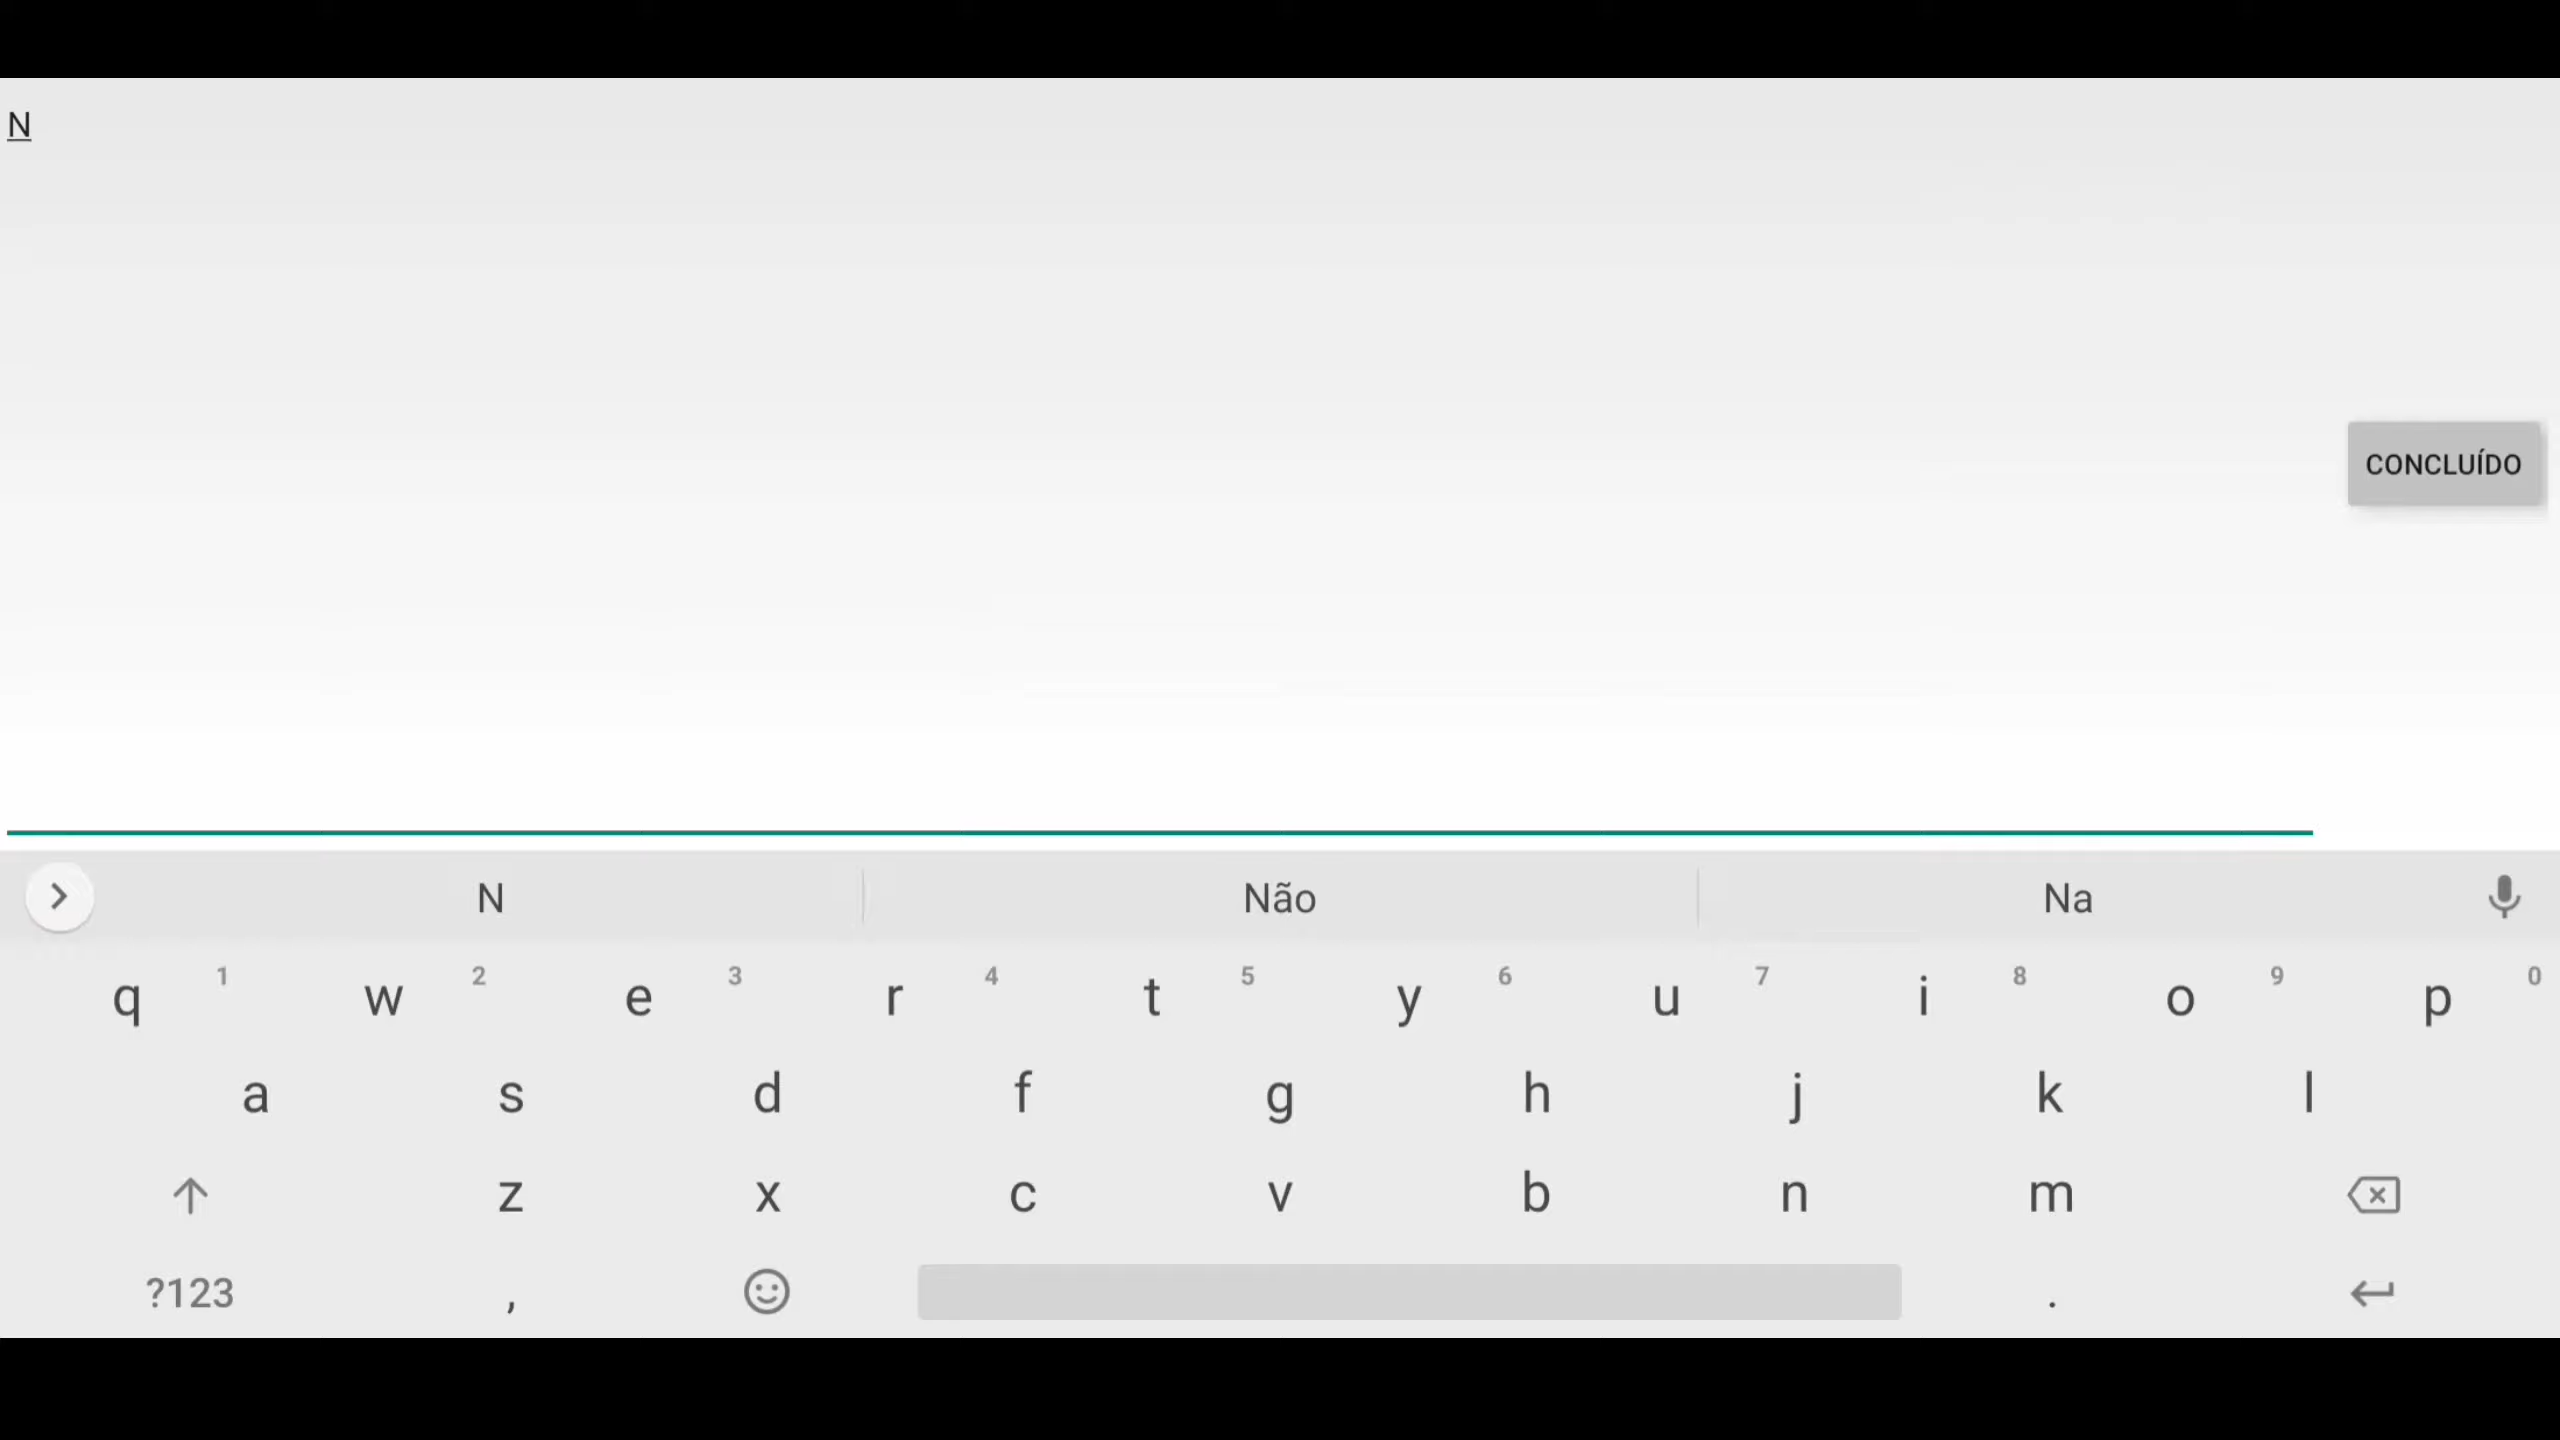 N
CONCLUÍDO
N Não Na
q 1 w 2 e 3 r 4 t 5 y 6 u 7 i 8 o 9 p 0
a s d f g h j k l
z x c v b n m
?123 , .